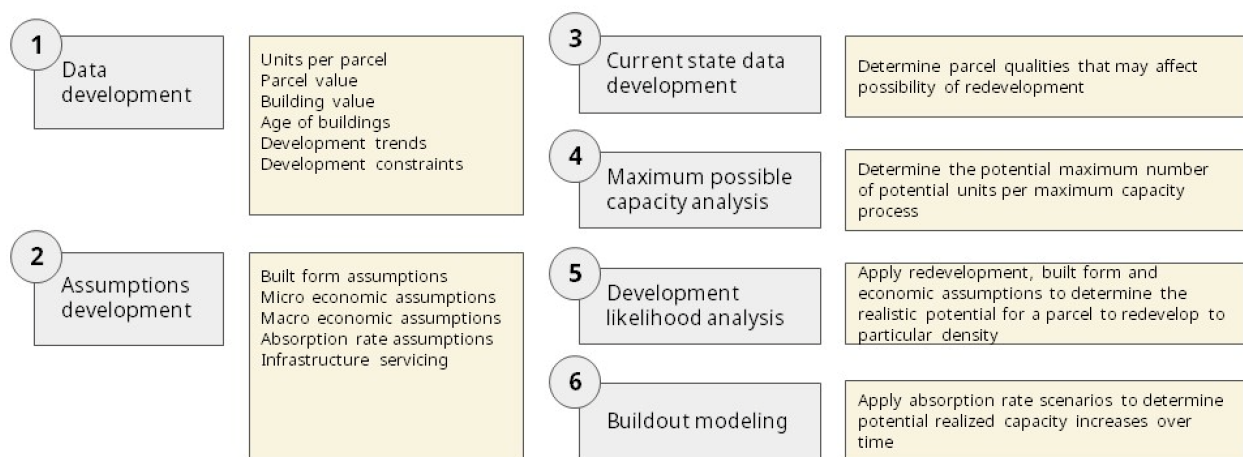 1
Data
development
Units per parcel
Parcel value
Building value
Age of buildings
Development trends
Development constraints
2
Assumptions
development
Built form assumptions
Micro economic assumptions
Macro economic assumptions
Absorption rate assumptions
Infrastructure servicing
3
Current state data
development
Determine parcel qualities that may affect
possibility of redevelopment
4
Maximum possible
capacity analysis
Determine the potential maximum number
of potential units per maximum capacity
process
5
Development
likelihood analysis
Apply redevelopment, built form and
economic assumptions to determine the
realistic potential for a parcel to redevelop to
particular density
6
Buildout modeling
Apply absorption rate scenarios to determine
potential realized capacity increases over
time